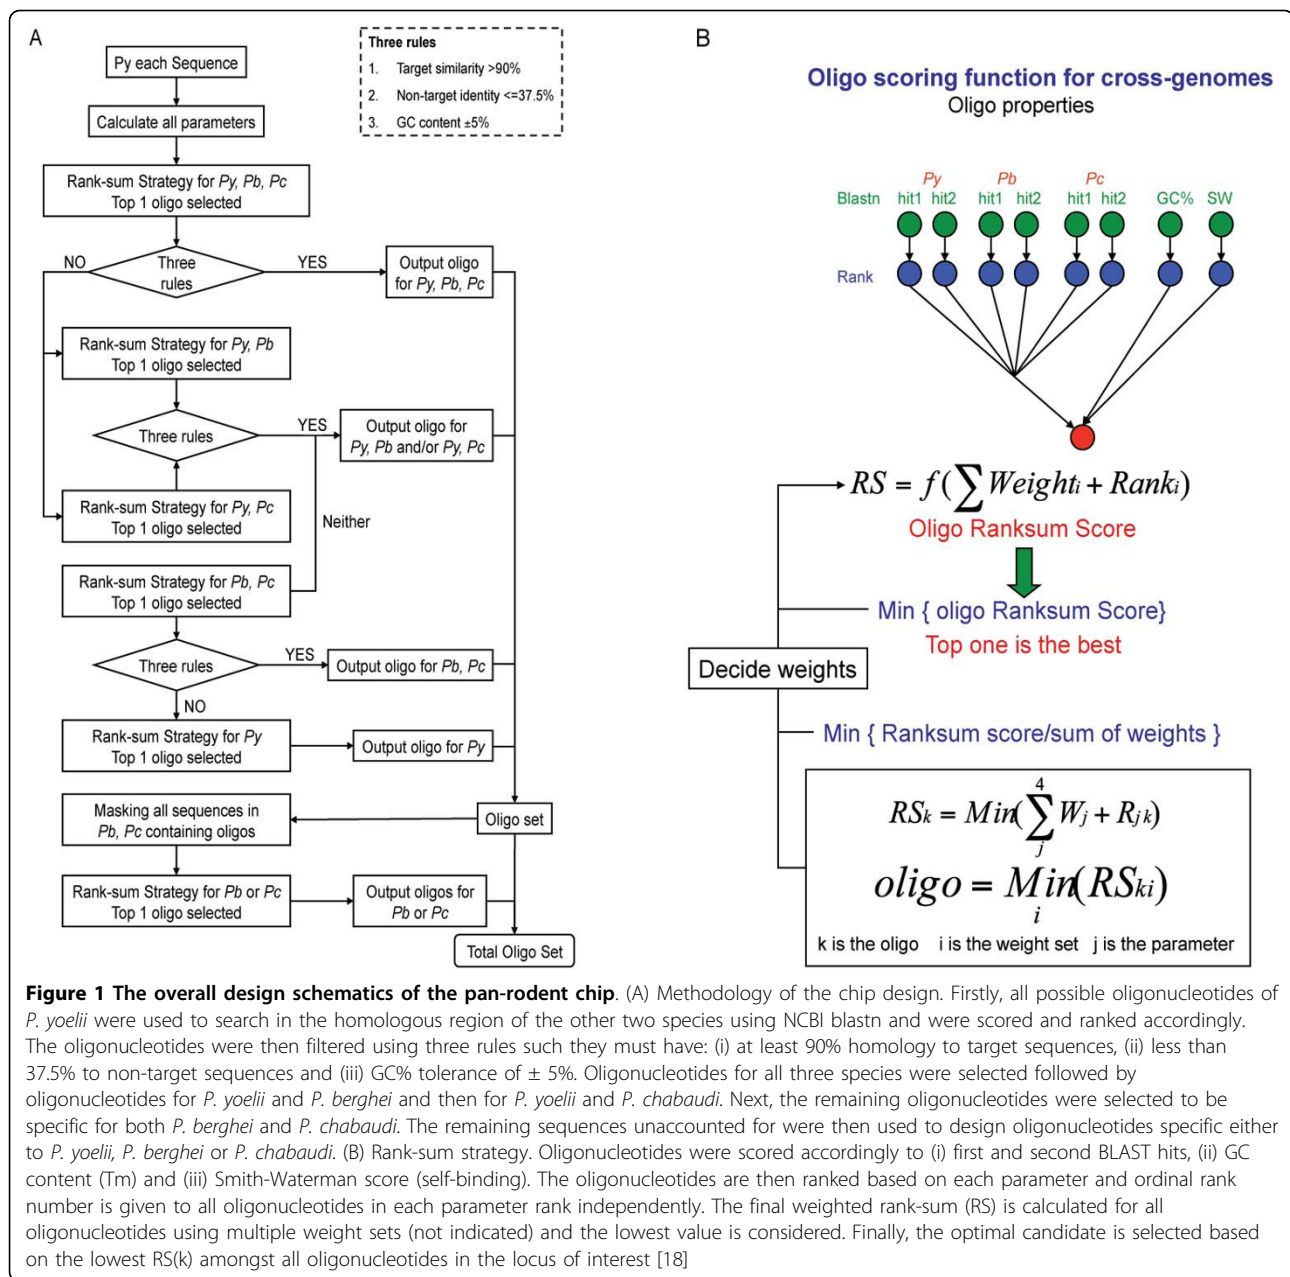 A
Py each Sequence
Calculate all parameters
Rank-sum Strategy for Py, Pb, Pc
Top 1 oligo selected
Three rules
1. Target similarity >90%
2. Non-target identity <=37.5%
3. GC content ±5%
NO
Three
rules
YES
Output oligo
for Py, Pb, Pc
Rank-sum Strategy for Py, Pb
Top 1 oligo selected
Three rules
YES
Output oligo for
Py, Pb and/or Py, Pc
Rank-sum Strategy for Py, Pc
Top 1 oligo selected
Neither
Rank-sum Strategy for Pb, Pc
Top 1 oligo selected
Three rules
YES
Output oligo for Pb, Pc
NO
Rank-sum Strategy for Py
Top 1 oligo selected
Output oligo for Py
Masking all sequences in
Pb, Pc containing oligos
Oligo set
Rank-sum Strategy for Pb or Pc
Top 1 oligo selected
Output oligos for
Pb or Pc
Total Oligo Set
B
Oligo scoring function for cross-genomes
Oligo properties
Py Pb Pc
Blastn hit1 hit2 hit1 hit2 hit1 hit2 GC% SW
Rank
RS = f(∑ Weighti + Ranki)
Oligo Ranksum Score
Min { oligo Ranksum Score}
Top one is the best
Decide weights
Min { Ranksum score/sum of weights }
4
RSk = Min(∑ Wj + Rjk)
j
oligo = Min(RSki)
i
k is the oligo i is the weight set j is the parameter
Figure 1 The overall design schematics of the pan-rodent chip. (A) Methodology of the chip design. Firstly, all possible oligonucleotides of
P. yoelii were used to search in the homologous region of the other two species using NCBI blastn and were scored and ranked accordingly.
The oligonucleotides were then filtered using three rules such they must have: (i) at least 90% homology to target sequences, (ii) less than
37.5% to non-target sequences and (iii) GC% tolerance of ± 5%. Oligonucleotides for all three species were selected followed by
oligonucleotides for P. yoelii and P. berghei and then for P. yoelii and P. chabaudi. Next, the remaining oligonucleotides were selected to be
specific for both P. berghei and P. chabaudi. The remaining sequences unaccounted for were then used to design oligonucleotides specific either
to P. yoelii, P. berghei or P. chabaudi. (B) Rank-sum strategy. Oligonucleotides were scored accordingly to (i) first and second BLAST hits, (ii) GC
content (Tm) and (iii) Smith-Waterman score (self-binding). The oligonucleotides are then ranked based on each parameter and ordinal rank
number is given to all oligonucleotides in each parameter rank independently. The final weighted rank-sum (RS) is calculated for all
oligonucleotides using multiple weight sets (not indicated) and the lowest value is considered. Finally, the optimal candidate is selected based
on the lowest RS(k) amongst all oligonucleotides in the locus of interest [18]